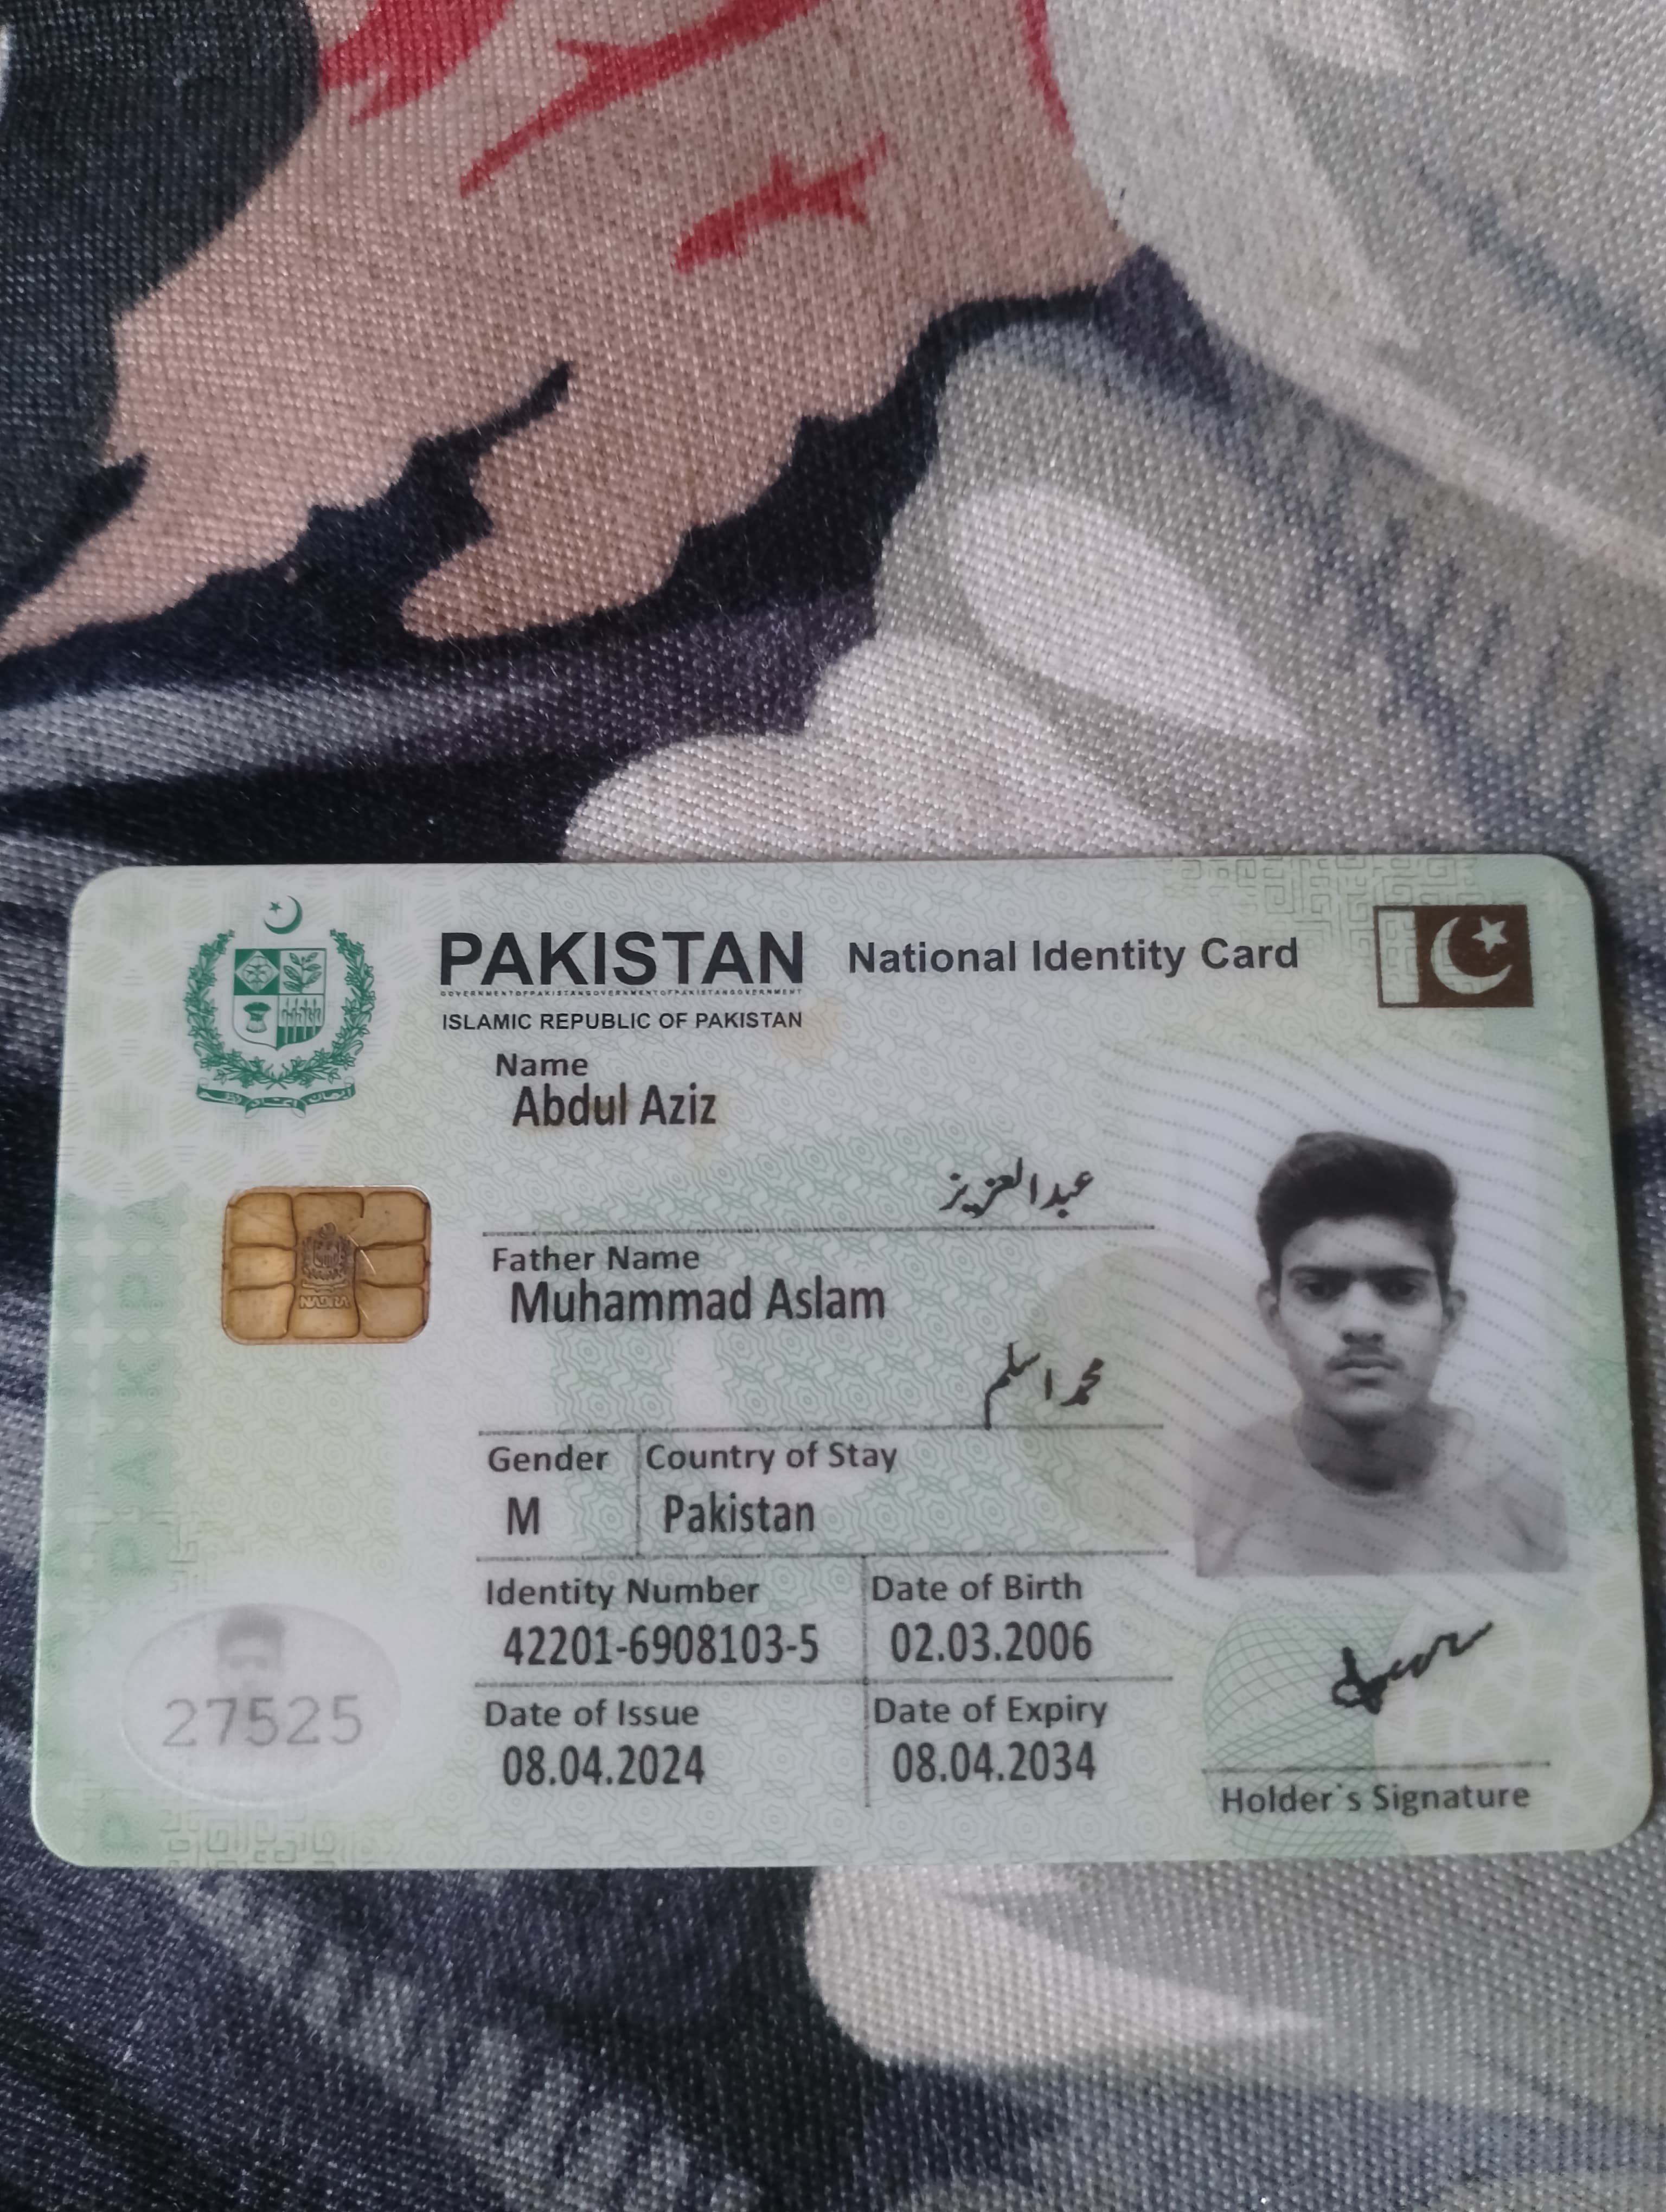 PAKISTAN National Identity Card
ISLAMIC REPUBLIC OF PAKISTAN
Name
Abdul Aziz
عبدالعزیز
Father Name
Muhammad Aslam
محمد اسلم
Gender Country of Stay
M Pakistan
Identity Number Date of Birth
42201-6908103-5 02.03.2006
Date of Issue Date of Expiry
08.04.2024 08.04.2034
27525
Holder`s Signature